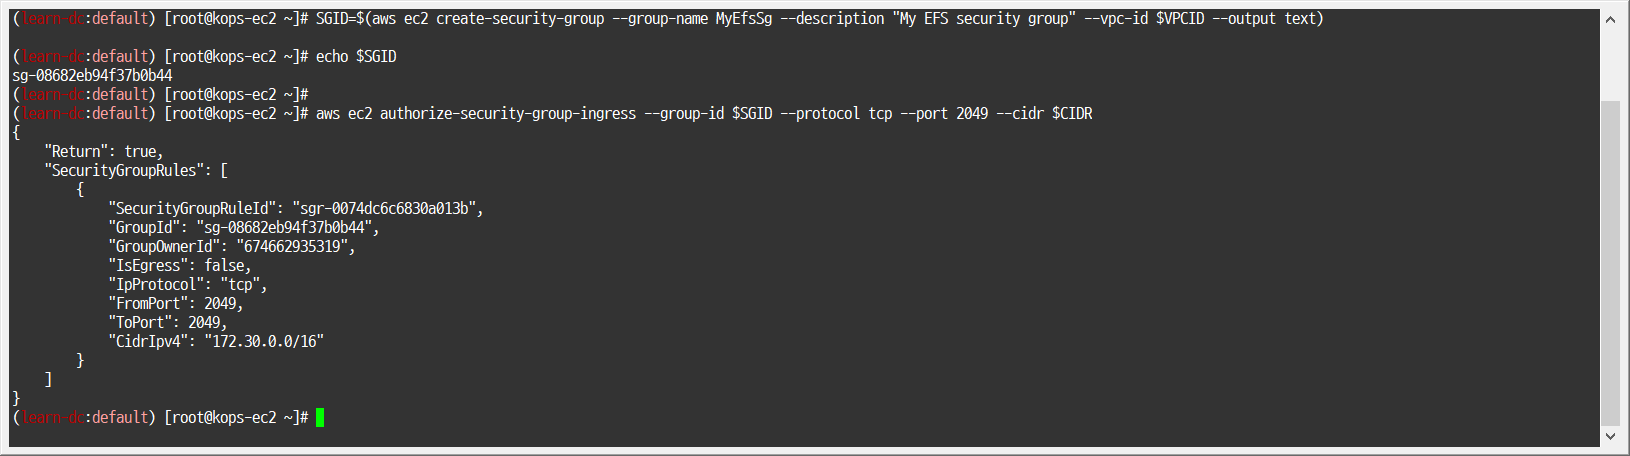 (learn-dc:default) [root@kops-ec2 ~]# SGID=$(aws ec2 create-security-group --group-name MyEfsSg --description "My EFS security group" --vpc-id $VPCID --output text)
(learn-dc:default) [root@kops-ec2 ~]# echo $SGID
sg-08682eb94f37b0b44
(learn-dc:default) [root@kops-ec2 ~]#
(learn-dc:default) [root@kops-ec2 ~]# aws ec2 authorize-security-group-ingress --group-id $SGID --protocol tcp --port 2049 --cidr $CIDR
{
    "Return": true,
    "SecurityGroupRules": [
        {
            "SecurityGroupRuleId": "sgr-0074dc6c6830a013b",
            "GroupId": "sg-08682eb94f37b0b44",
            "GroupOwnerId": "674662935319",
            "IsEgress": false,
            "IpProtocol": "tcp",
            "FromPort": 2049,
            "ToPort": 2049,
            "CidrIpv4": "172.30.0.0/16"
        }
    ]
}
(learn-dc:default) [root@kops-ec2 ~]#